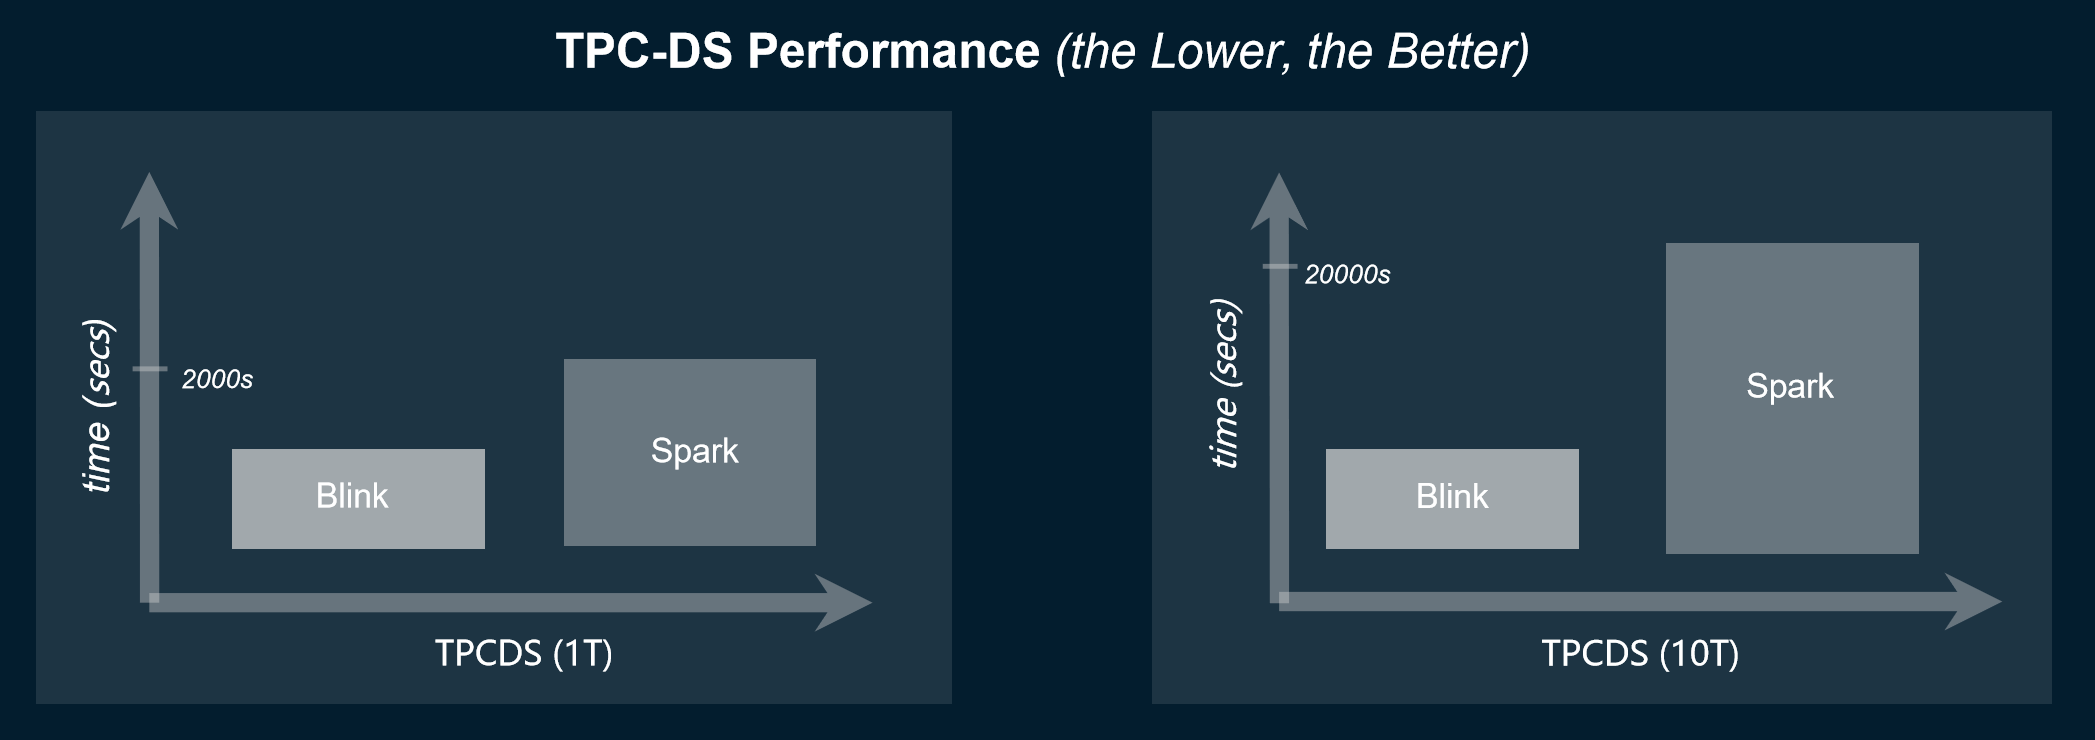 TPC-DS Performance (the Lower, the Better)
time (secs)
2000s
Blink
Spark
TPCDS (1T)
time (secs)
20000s
Blink
Spark
TPCDS (10T)